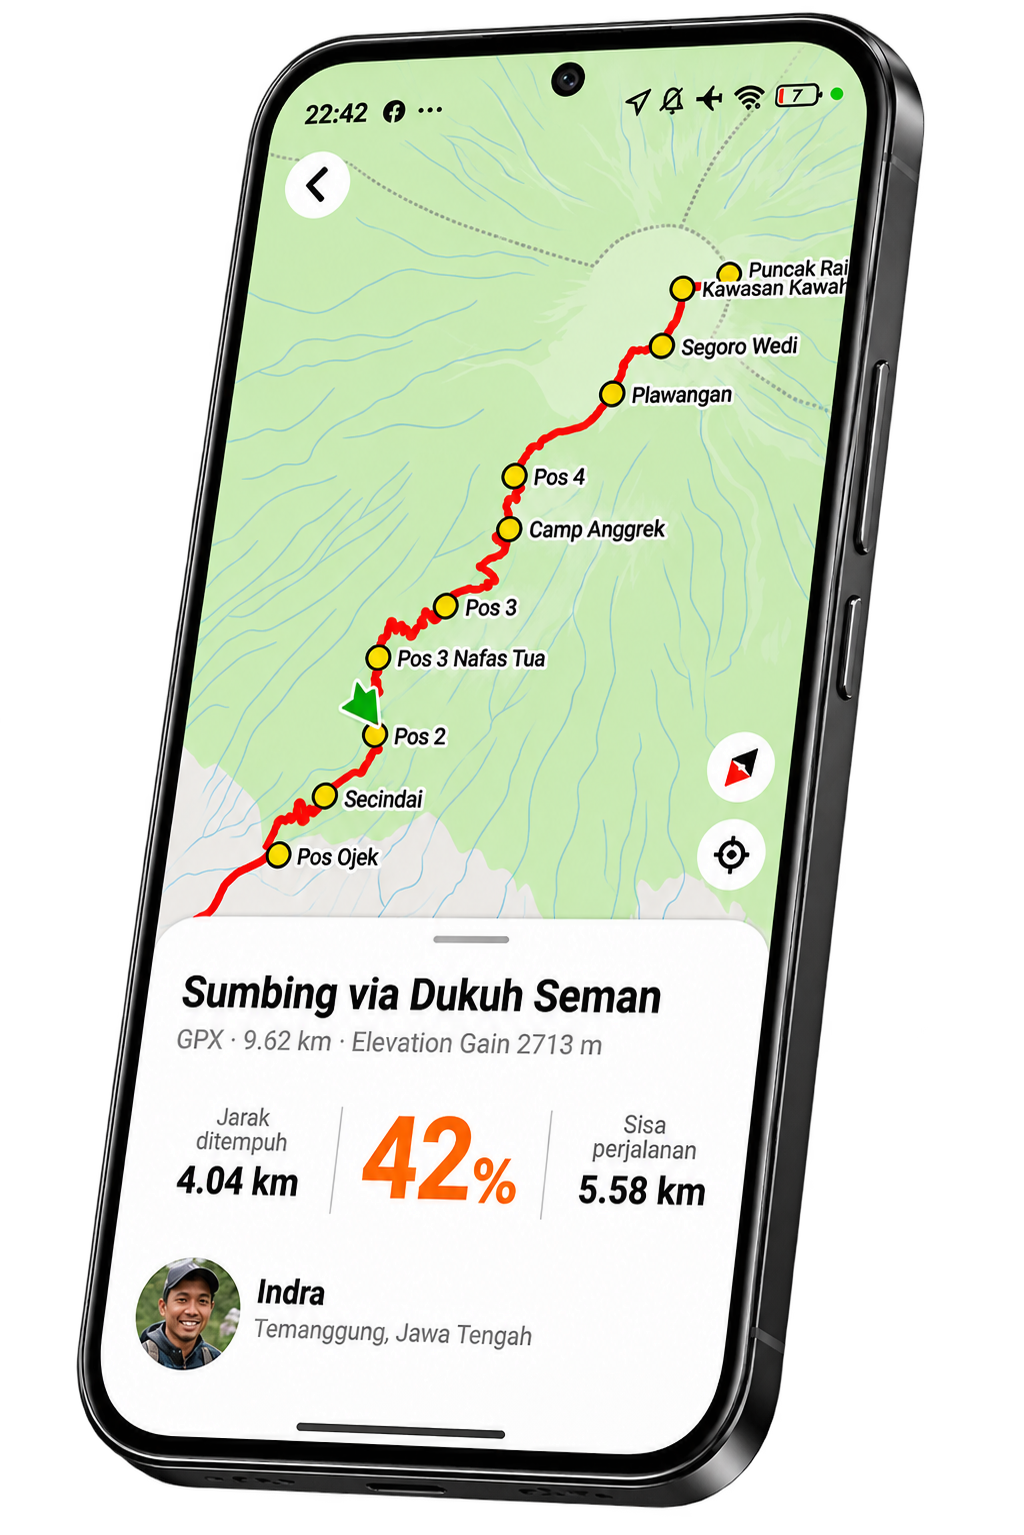 22:42
7
Puncak Rai
Kawasan Kawah
Segoro Wedi
Plawangan
Pos 4
Camp Anggrek
Pos 3
Pos 3 Nafas Tua
Pos 2
Secindai
Pos Ojek
Sumbing via Dukuh Seman
GPX · 9.62 km · Elevation Gain 2713 m
Jarak
ditempuh
4.04 km
42%
Sisa
perjalanan
5.58 km
Indra
Temanggung, Jawa Tengah